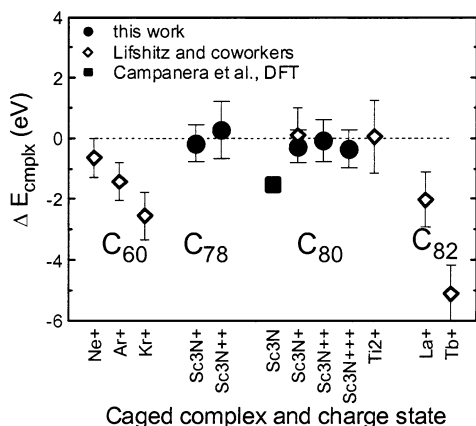 this work
Lifshitz and coworkers
Campanera et al., DFT
Δ E_cmplx (eV)
4
2
0
-2
-4
-6
C60
C78
C80
C82
Ne+
Ar+
Kr+
Sc3N+
Sc3N++
Sc3N
Sc3N+
Sc3N++
Sc3N+++
Ti2+
La+
Tb+
Caged complex and charge state